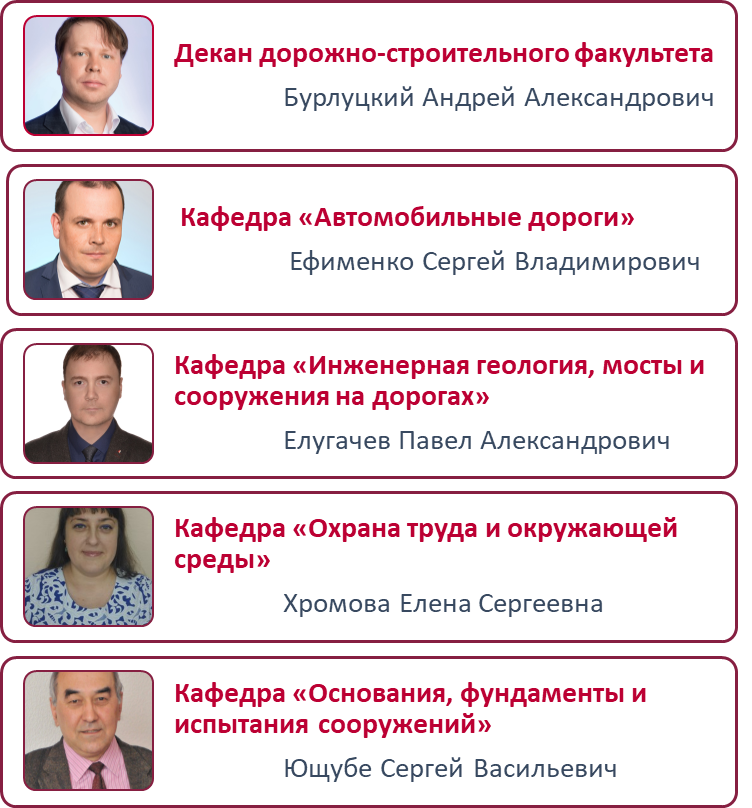 Декан дорожно-строительного факультета
Бурлуцкий Андрей Александрович
Кафедра «Автомобильные дороги»
Ефименко Сергей Владимирович
Кафедра «Инженерная геология, мосты и
сооружения на дорогах»
Елугачев Павел Александрович
Кафедра «Охрана труда и окружающей
среды»
Хромова Елена Сергеевна
Кафедра «Основания, фундаменты и
испытания сооружений»
Ющубе Сергей Васильевич